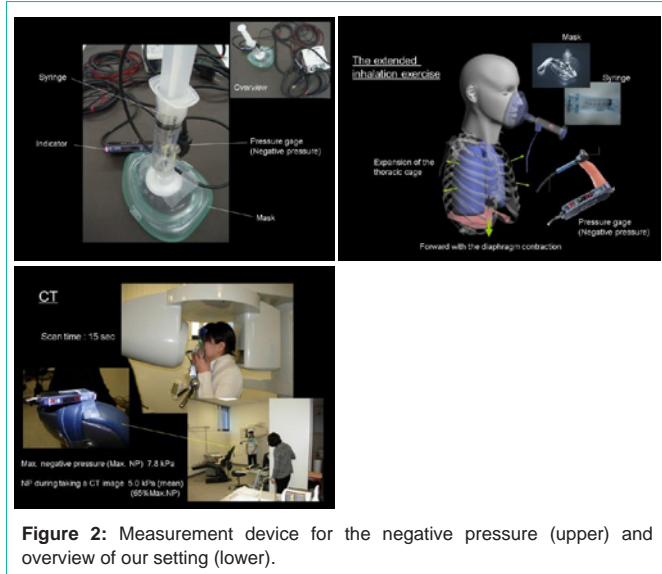 Syringe
Overview
Indicator
Pressure gage
(Negative pressure)
Mask
The extended
inhalation exercise
Mask
Syringe
Expansion of the
thoracic cage
Pressure gage
(Negative pressure)
Forward with the diaphragm contraction
CT
Scan time : 15 sec
Max. negative pressure (Max. NP) 7.8 kPa
NP during taking a CT image 5.0 kPa (mean)
(65%Max.NP)
Figure 2: Measurement device for the negative pressure (upper) and
overview of our setting (lower).